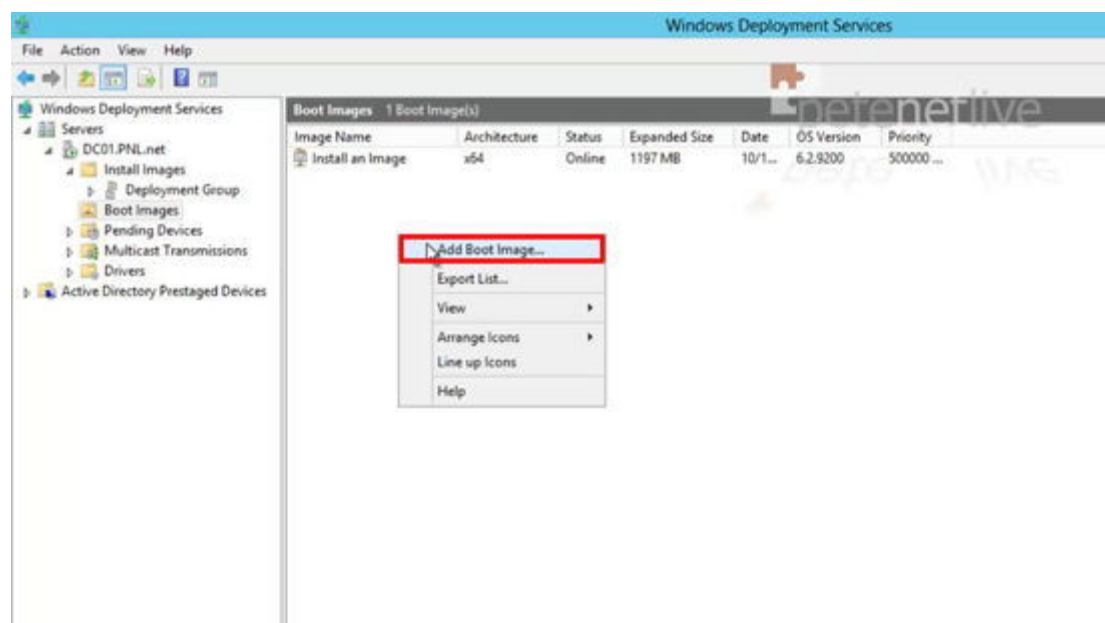 Windows Deployment Services
File Action View Help
petenetlive
Windows Deployment Services
Servers
DC01.PNL.net
Install Images
Deployment Group
Boot Images
Pending Devices
Multicast Transmissions
Drivers
Active Directory Prestaged Devices
Boot Images 1 Boot Image(s)
Image Name Architecture Status Expanded Size Date OS Version Priority
Install an Image x64 Online 1197 MB 10/1... 6.2.9200 500000 ...
Add Boot Image...
Export List...
View
Arrange Icons
Line up Icons
Help